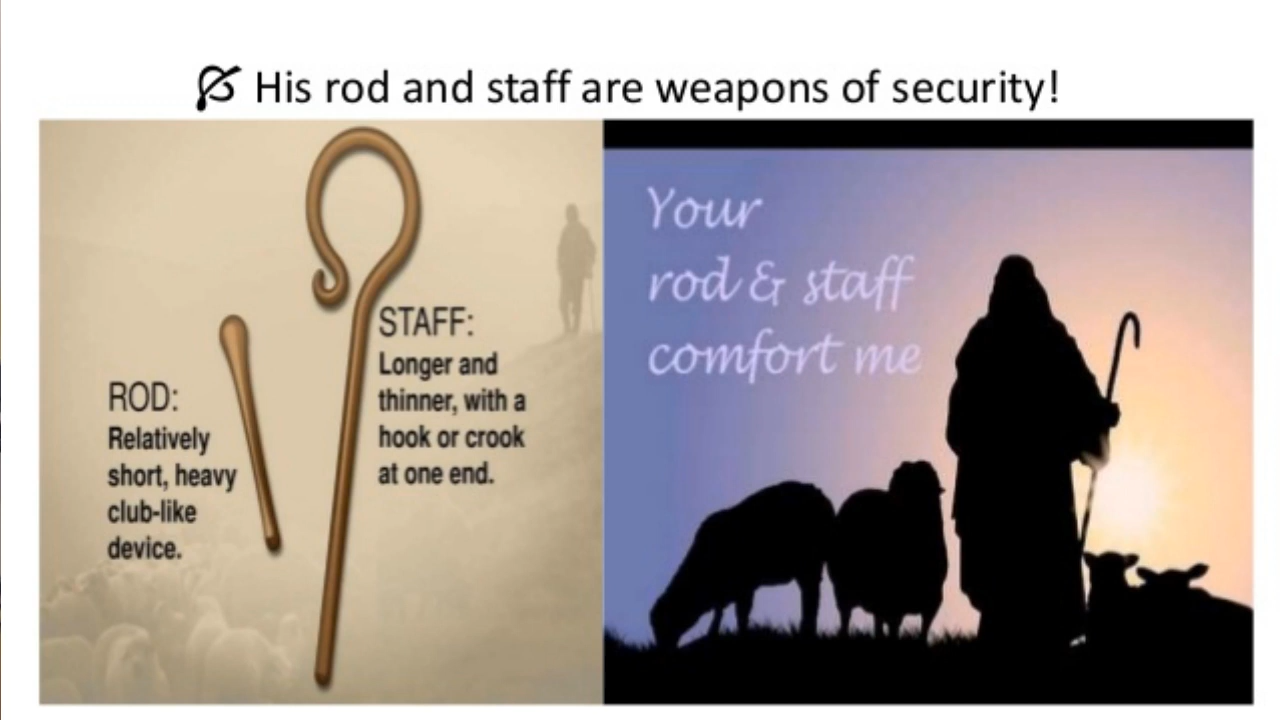 His rod and staff are weapons of security!
ROD:
Relatively
short, heavy
club-like
device.
STAFF:
Longer and
thinner, with a
hook or crook
at one end.
Your
rod & staff
comfort me